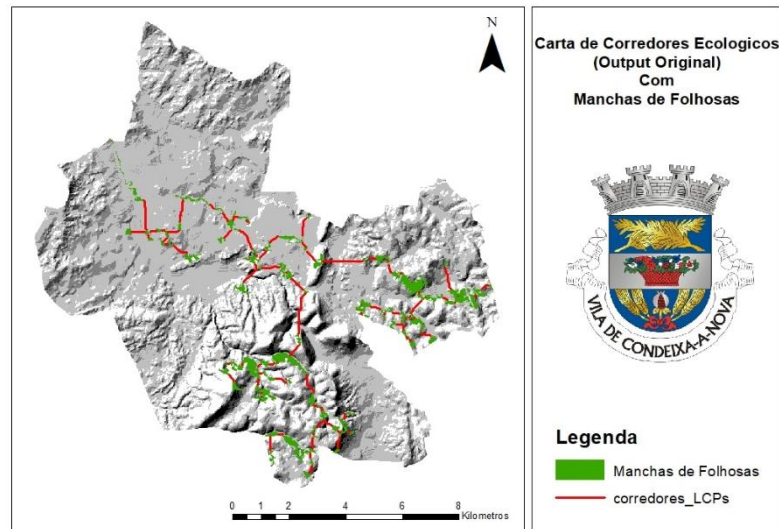 N
Carta de Corredores Ecologicos
(Output Original)
Com
Manchas de Folhosas
VILA DE CONDEIXA-A-NOVA
Legenda
Manchas de Folhosas
corredores_LCPs
0 1 2 4 6 8
Kilometros